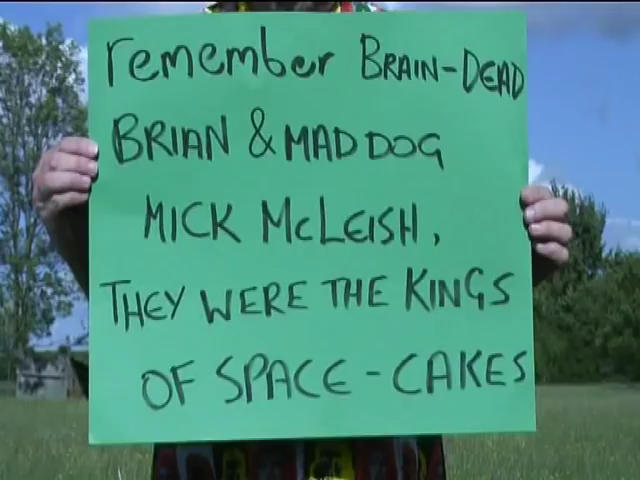 remember BRAIN-DEAD
BRIAN & MAD DOG
MICK McLEISH,
THEY WERE THE KINGS
OF SPACE-CAKES